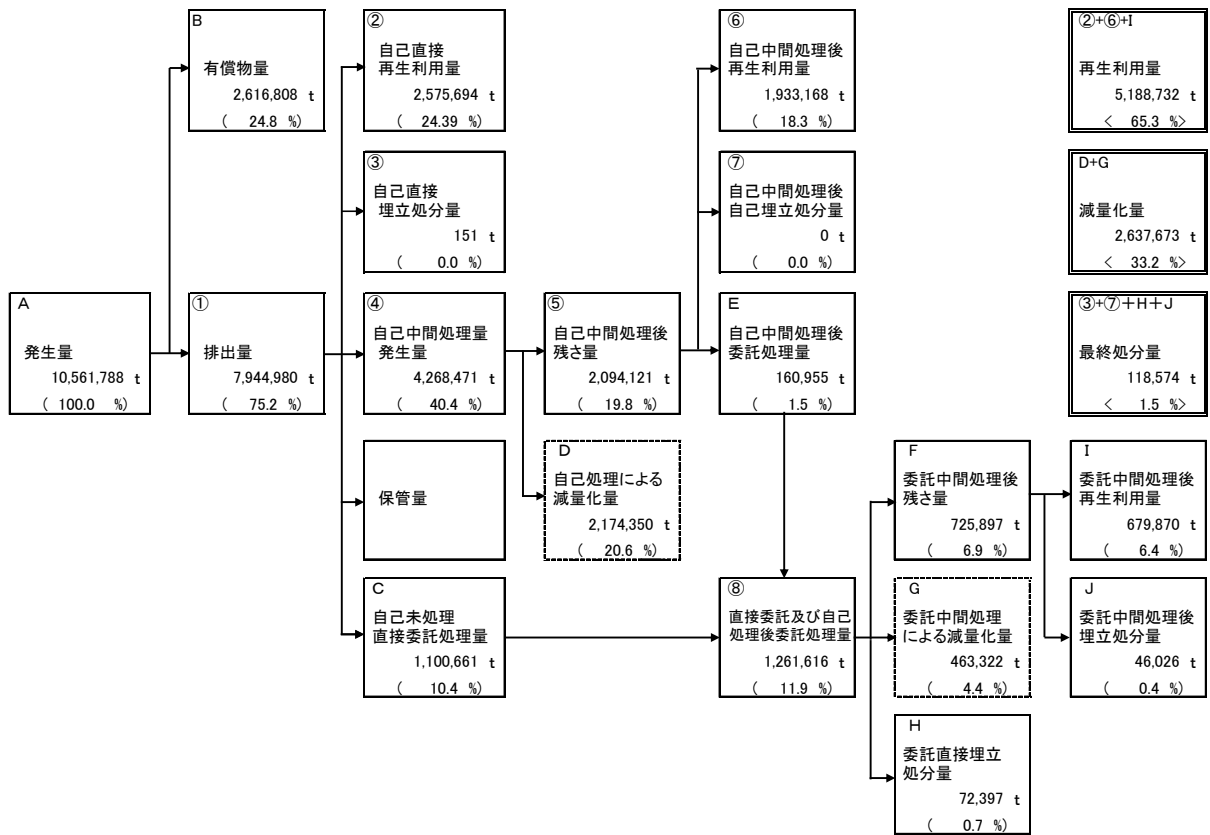 B
有償物量
2,616,808 t
( 24.8 %)
②
自己直接
再生利用量
2,575,694 t
( 24.39 %)
⑥
自己中間処理後
再生利用量
1,933,168 t
( 18.3 %)
②+⑥+I
再生利用量
5,188,732 t
< 65.3 %>
③
自己直接
埋立処分量
151 t
( 0.0 %)
⑦
自己中間処理後
自己埋立処分量
0 t
( 0.0 %)
D+G
減量化量
2,637,673 t
< 33.2 %>
A
発生量
10,561,788 t
( 100.0 %)
①
排出量
7,944,980 t
( 75.2 %)
④
自己中間処理量
発生量
4,268,471 t
( 40.4 %)
⑤
自己中間処理後
残さ量
2,094,121 t
( 19.8 %)
E
自己中間処理後
委託処理量
160,955 t
( 1.5 %)
③+⑦+H+J
最終処分量
118,574 t
< 1.5 %>
保管量
D
自己処理による
減量化量
2,174,350 t
( 20.6 %)
F
委託中間処理後
残さ量
725,897 t
( 6.9 %)
I
委託中間処理後
再生利用量
679,870 t
( 6.4 %)
C
自己未処理
直接委託処理量
1,100,661 t
( 10.4 %)
⑧
直接委託及び自己
処理後委託処理量
1,261,616 t
( 11.9 %)
G
委託中間処理
による減量化量
463,322 t
( 4.4 %)
J
委託中間処理後
埋立処分量
46,026 t
( 0.4 %)
H
委託直接埋立
処分量
72,397 t
( 0.7 %)